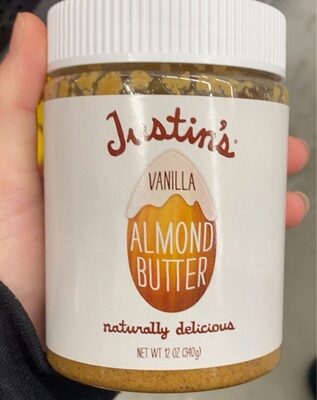 Justin's®
VANILLA
ALMOND
BUTTER
naturally delicious
NET WT 12 OZ (340g)